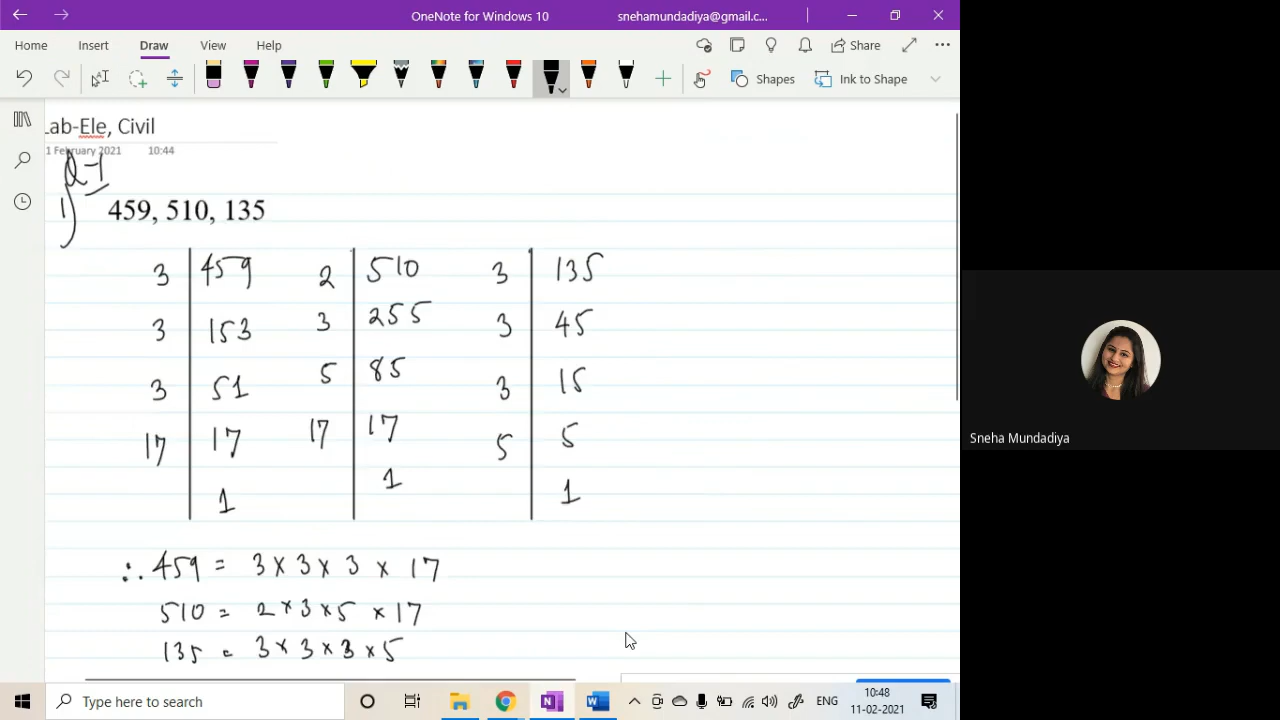 OneNote for Windows 10
snehamundadiya@gmail.c...
Home Insert Draw View Help
Share
Shapes
Ink to Shape
Lab-Ele, Civil
1 February 2021 10:44
Q-1
1) 459, 510, 135
3 | 459 2 | 510 3 | 135
3 | 153 3 | 255 3 | 45
3 | 51 5 | 85 3 | 15
17 | 17 17 | 17 5 | 5
1 1 1
∴ 459 = 3 × 3 × 3 × 17
510 = 2 × 3 × 5 × 17
135 = 3 × 3 × 3 × 5
Sneha Mundadiya
Type here to search
ENG
10:48
11-02-2021